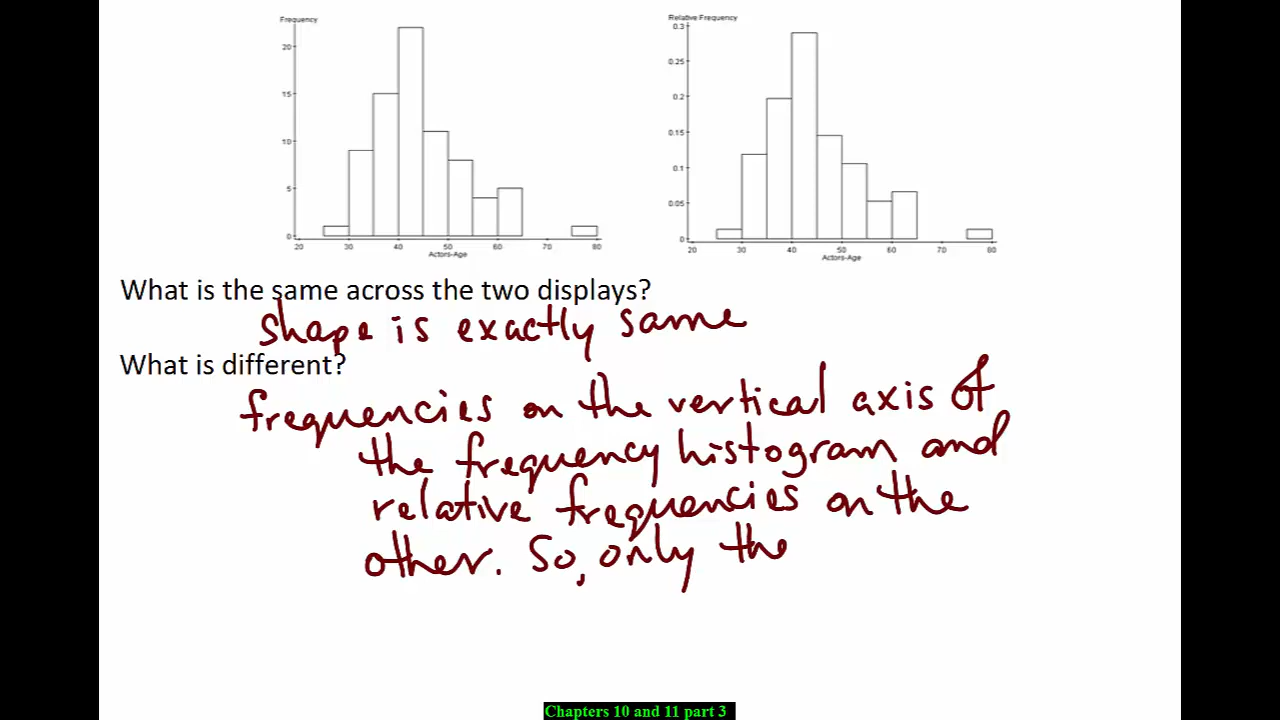 Frequency
20
15
10
5
0
20 30 40 50 60 70 80
Actors-Age
Relative Frequency
0.3
0.25
0.2
0.15
0.1
0.05
0
20 30 40 50 60 70 80
Actors-Age
What is the same across the two displays?
shape is exactly same
What is different?
frequencies on the vertical axis of
the frequency histogram and
relative frequencies on the
other. So, only the
Chapters 10 and 11 part 3